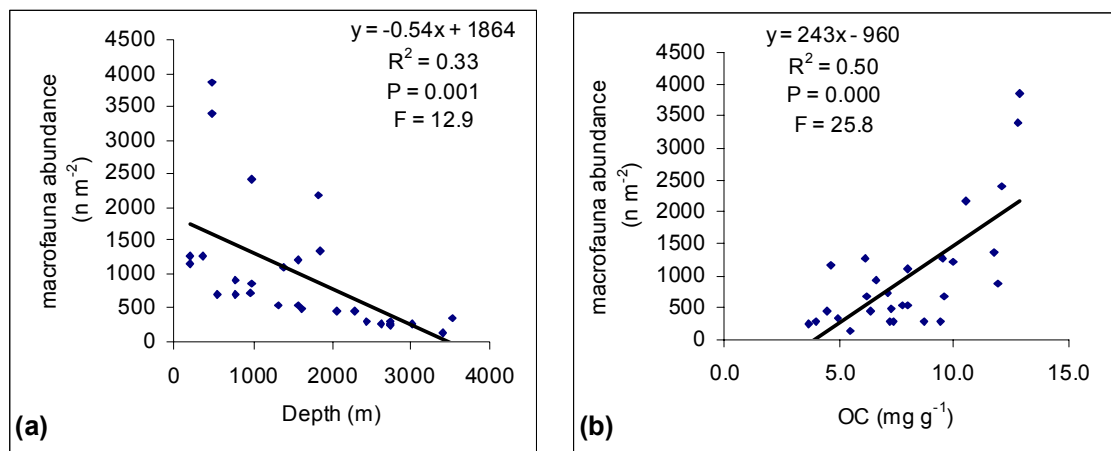 y = -0.54x + 1864
R² = 0.33
P = 0.001
F = 12.9
4500
4000
3500
3000
2500
2000
1500
1000
500
0
macrofauna abundance
(n m⁻²)
0 1000 2000 3000 4000
Depth (m)
(a)
y = 243x - 960
R² = 0.50
P = 0.000
F = 25.8
4500
4000
3500
3000
2500
2000
1500
1000
500
0
macrofauna abundance
(n m⁻²)
0.0 5.0 10.0 15.0
OC (mg g⁻¹)
(b)